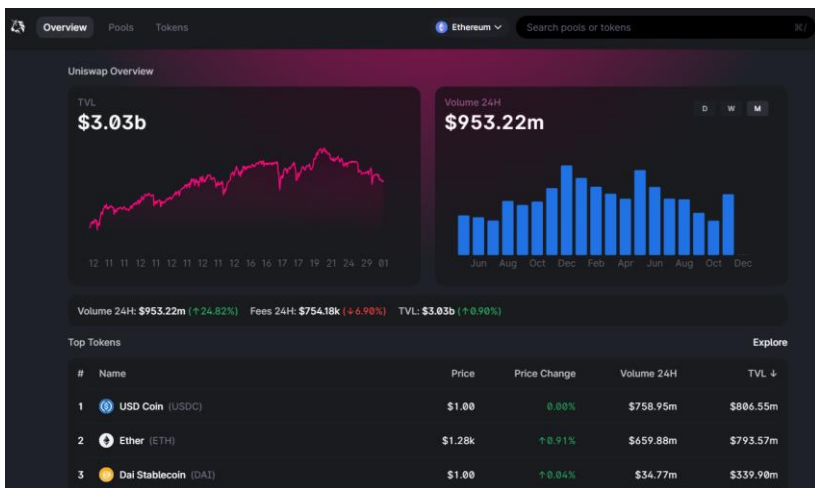 Overview Pools Tokens Ethereum Search pools or tokens ⌘/
Uniswap Overview
TVL
$3.03b
Volume 24H
$953.22m
D W M
12 11 11 12 11 12 11 12 11 12 16 16 17 17 19 21 24 29 01
Jun Aug Oct Dec Feb Apr Jun Aug Oct Dec
Volume 24H: $953.22m (↑24.82%) Fees 24H: $754.18k (↓6.90%) TVL: $3.03b (↑0.90%)
Top Tokens Explore
# Name Price Price Change Volume 24H TVL ↓
1 USD Coin (USDC) $1.00 0.00% $758.95m $806.55m
2 Ether (ETH) $1.28k ↑0.91% $659.88m $793.57m
3 Dai Stablecoin (DAI) $1.00 ↑0.04% $34.77m $339.90m